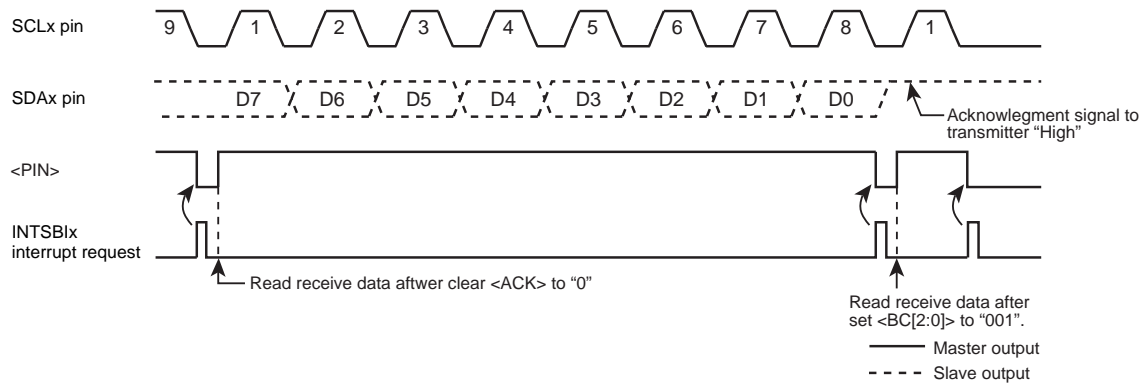 SCLx pin
9 1 2 3 4 5 6 7 8 1
SDAx pin
D7 D6 D5 D4 D3 D2 D1 D0
Acknowlegment signal to
transmitter “High”
<PIN>
INTSBIx
interrupt request
Read receive data aftwer clear <ACK> to “0”
Read receive data after
set <BC[2:0]> to “001”.
Master output
Slave output